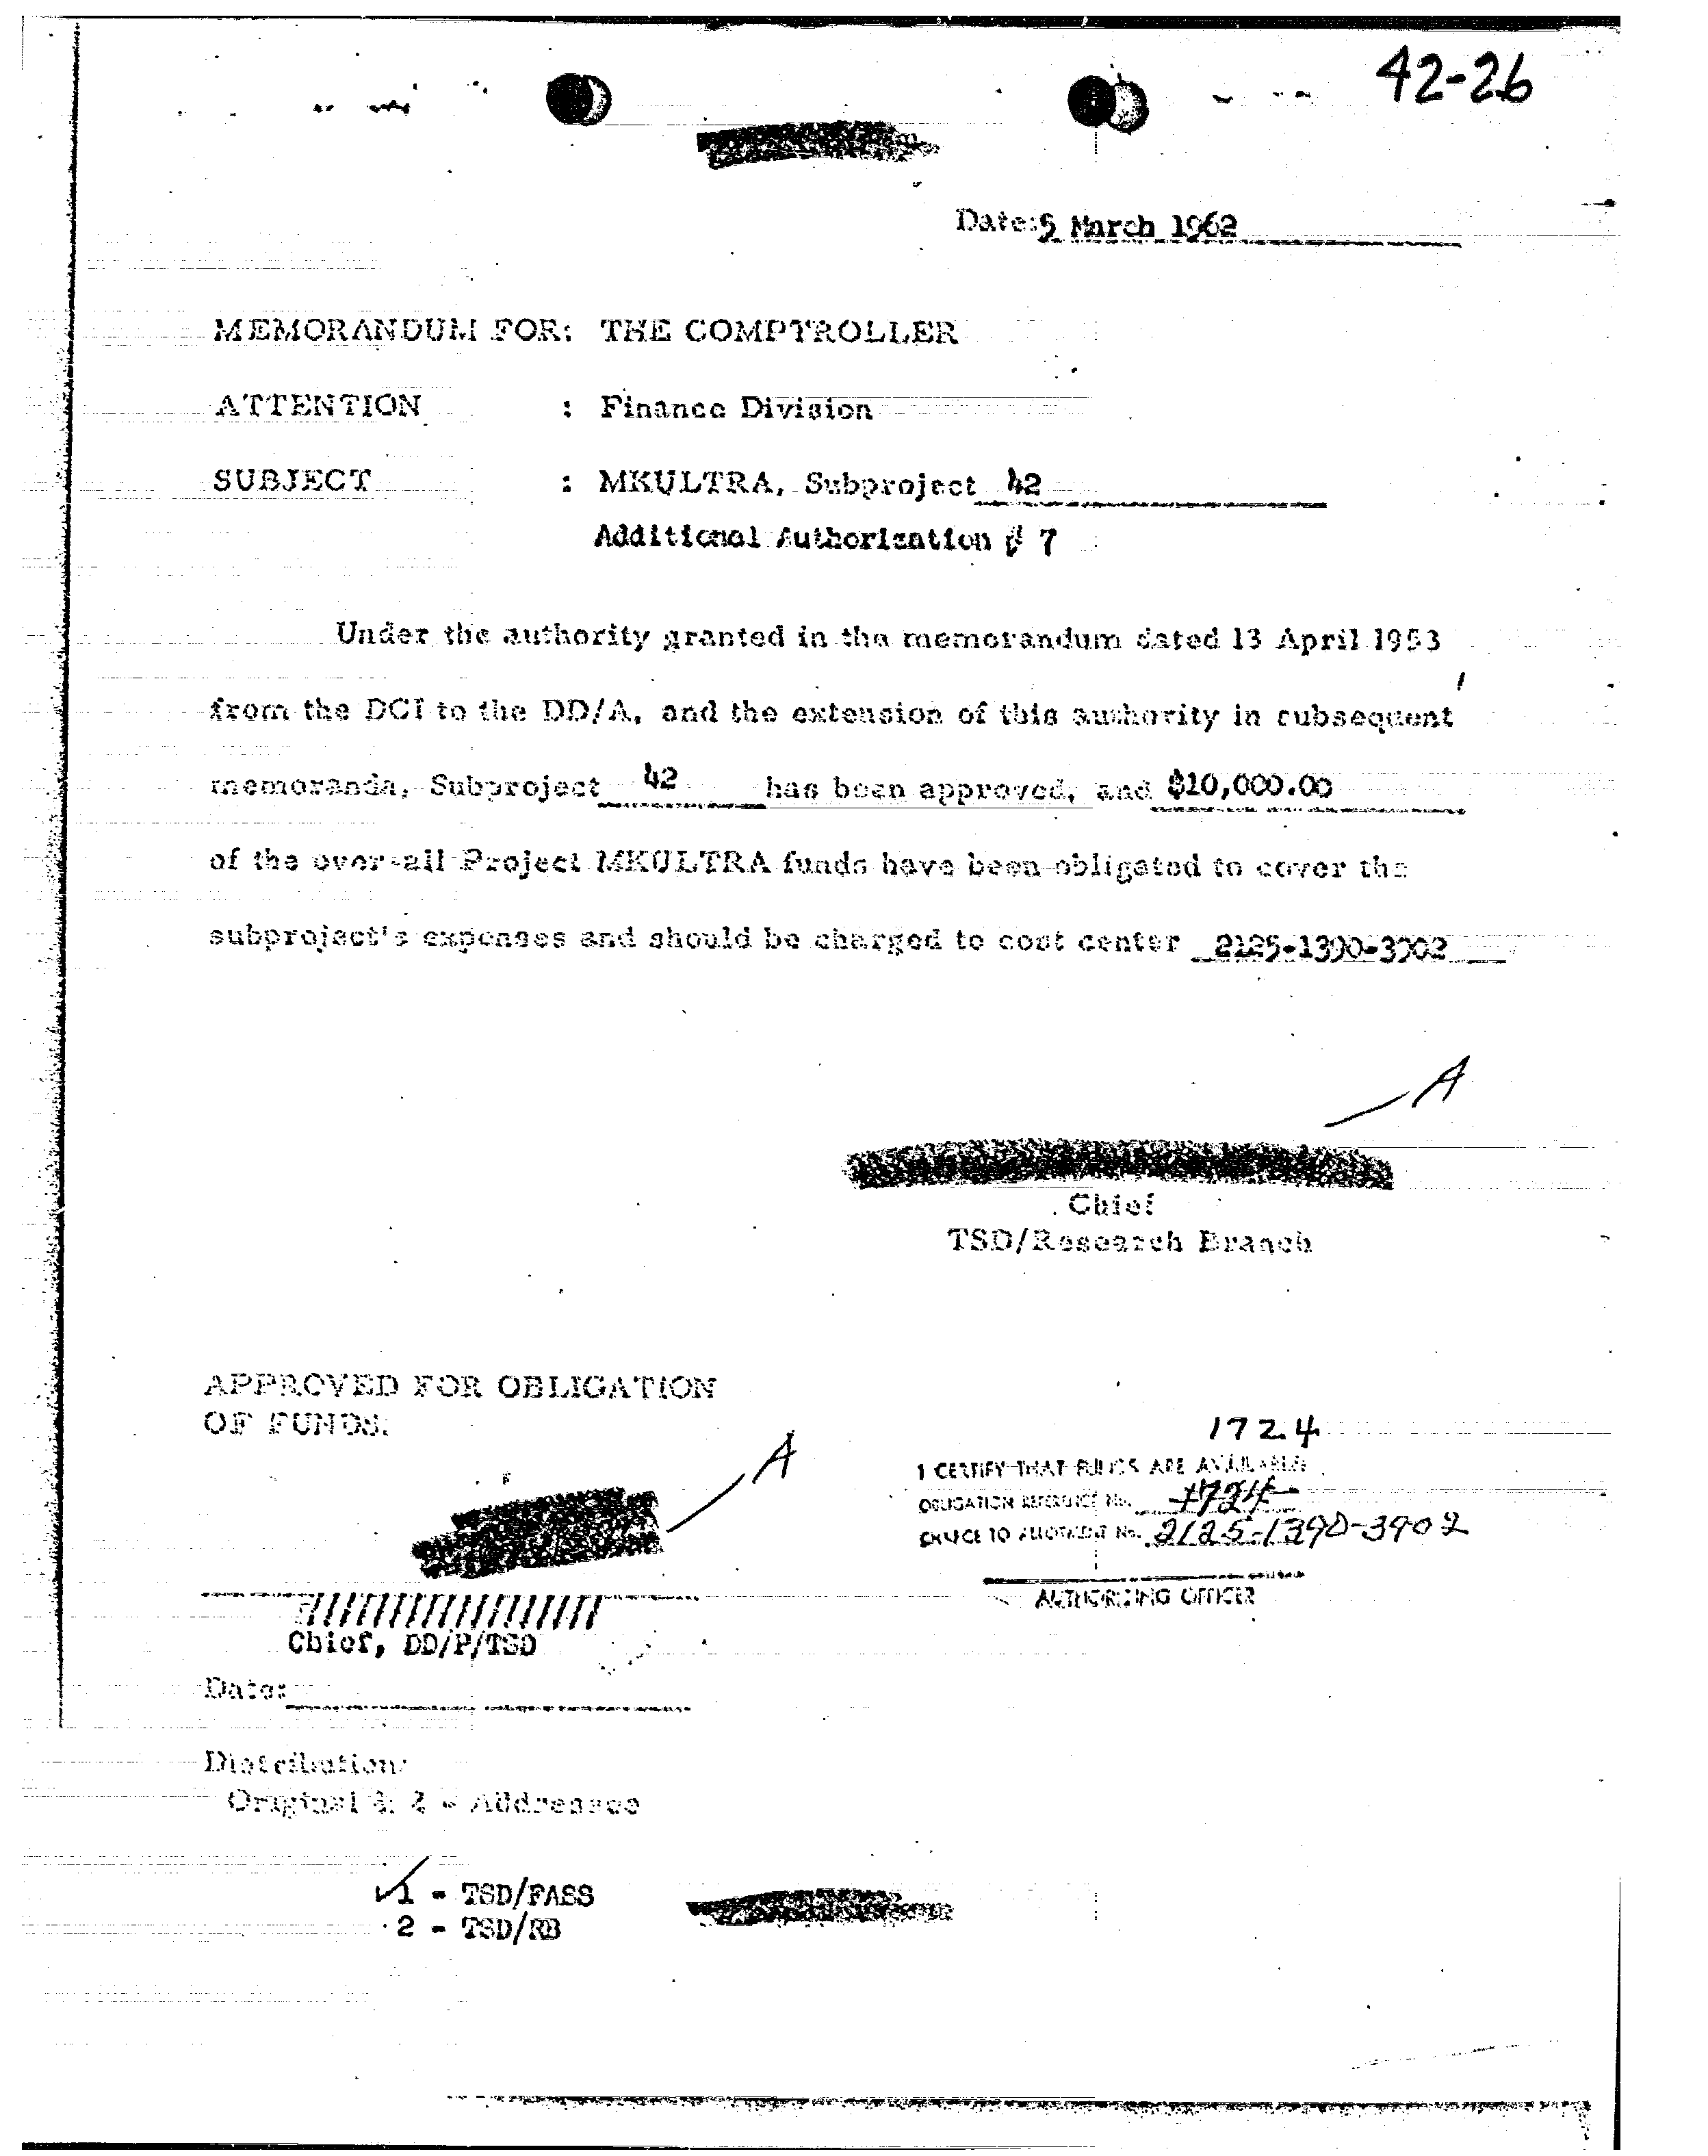 42-26
Date: 5 March 1962
MEMORANDUM FOR: THE COMPTROLLER
ATTENTION : Finance Division
SUBJECT : MKULTRA, Subproject 42
Additional Authorization # 7
Under the authority granted in the memorandum dated 13 April 1953
from the DCI to the DD/A, and the extension of this authority in subsequent
memoranda, Subproject 42 has been approved, and $10,000.00
of the over-all Project MKULTRA funds have been obligated to cover the
subproject's expenses and should be charged to cost center 2125-1390-3902
A
Chief
TSD/Research Branch
APPROVED FOR OBLIGATION
OF FUNDS:
A
1724
I CERTIFY THAT FUNDS ARE AVAILABLE
OBLIGATION REFERENCE No. 1724
CHARGE TO ALLOTMENT No. 2125-1390-3902
AUTHORIZING OFFICER
Chief, DD/P/TSD
Date:
Distribution:
Original & 2 - Addressee
1 - TSD/FASS
2 - TSD/RB